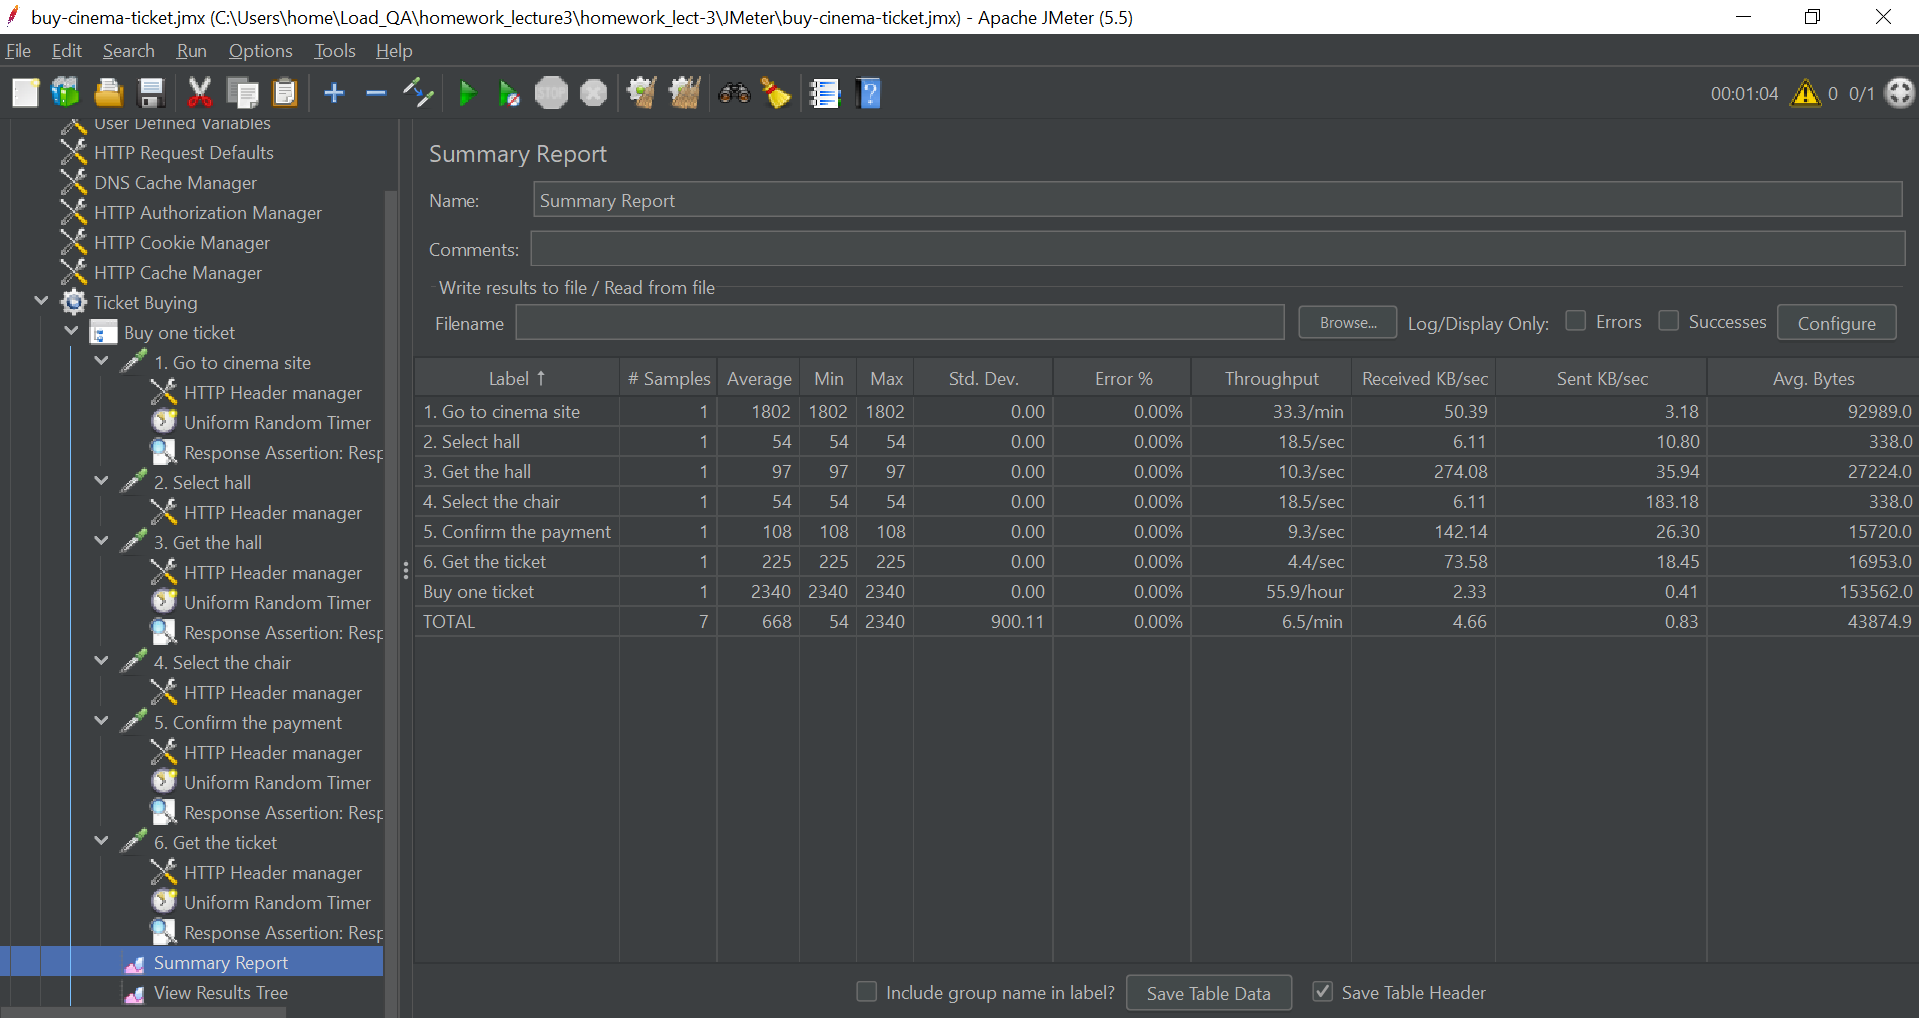 buy-cinema-ticket.jmx (C:\Users\home\Load_QA\homework_lecture3\homework_lect-3\JMeter\buy-cinema-ticket.jmx) - Apache JMeter (5.5)
File Edit Search Run Options Tools Help
STOP
00:01:04 0 0/1
User Defined Variables
HTTP Request Defaults
DNS Cache Manager
HTTP Authorization Manager
HTTP Cookie Manager
HTTP Cache Manager
Ticket Buying
Buy one ticket
1. Go to cinema site
HTTP Header manager
Uniform Random Timer
Response Assertion: Resp
2. Select hall
HTTP Header manager
3. Get the hall
HTTP Header manager
Uniform Random Timer
Response Assertion: Resp
4. Select the chair
HTTP Header manager
5. Confirm the payment
HTTP Header manager
Uniform Random Timer
Response Assertion: Resp
6. Get the ticket
HTTP Header manager
Uniform Random Timer
Response Assertion: Resp
Summary Report
View Results Tree
Summary Report
Name: Summary Report
Comments:
Write results to file / Read from file
Filename Browse... Log/Display Only: Errors Successes Configure
Label ↑ # Samples Average Min Max Std. Dev. Error % Throughput Received KB/sec Sent KB/sec Avg. Bytes
1. Go to cinema site 1 1802 1802 1802 0.00 0.00% 33.3/min 50.39 3.18 92989.0
2. Select hall 1 54 54 54 0.00 0.00% 18.5/sec 6.11 10.80 338.0
3. Get the hall 1 97 97 97 0.00 0.00% 10.3/sec 274.08 35.94 27224.0
4. Select the chair 1 54 54 54 0.00 0.00% 18.5/sec 6.11 183.18 338.0
5. Confirm the payment 1 108 108 108 0.00 0.00% 9.3/sec 142.14 26.30 15720.0
6. Get the ticket 1 225 225 225 0.00 0.00% 4.4/sec 73.58 18.45 16953.0
Buy one ticket 1 2340 2340 2340 0.00 0.00% 55.9/hour 2.33 0.41 153562.0
TOTAL 7 668 54 2340 900.11 0.00% 6.5/min 4.66 0.83 43874.9
Include group name in label? Save Table Data Save Table Header